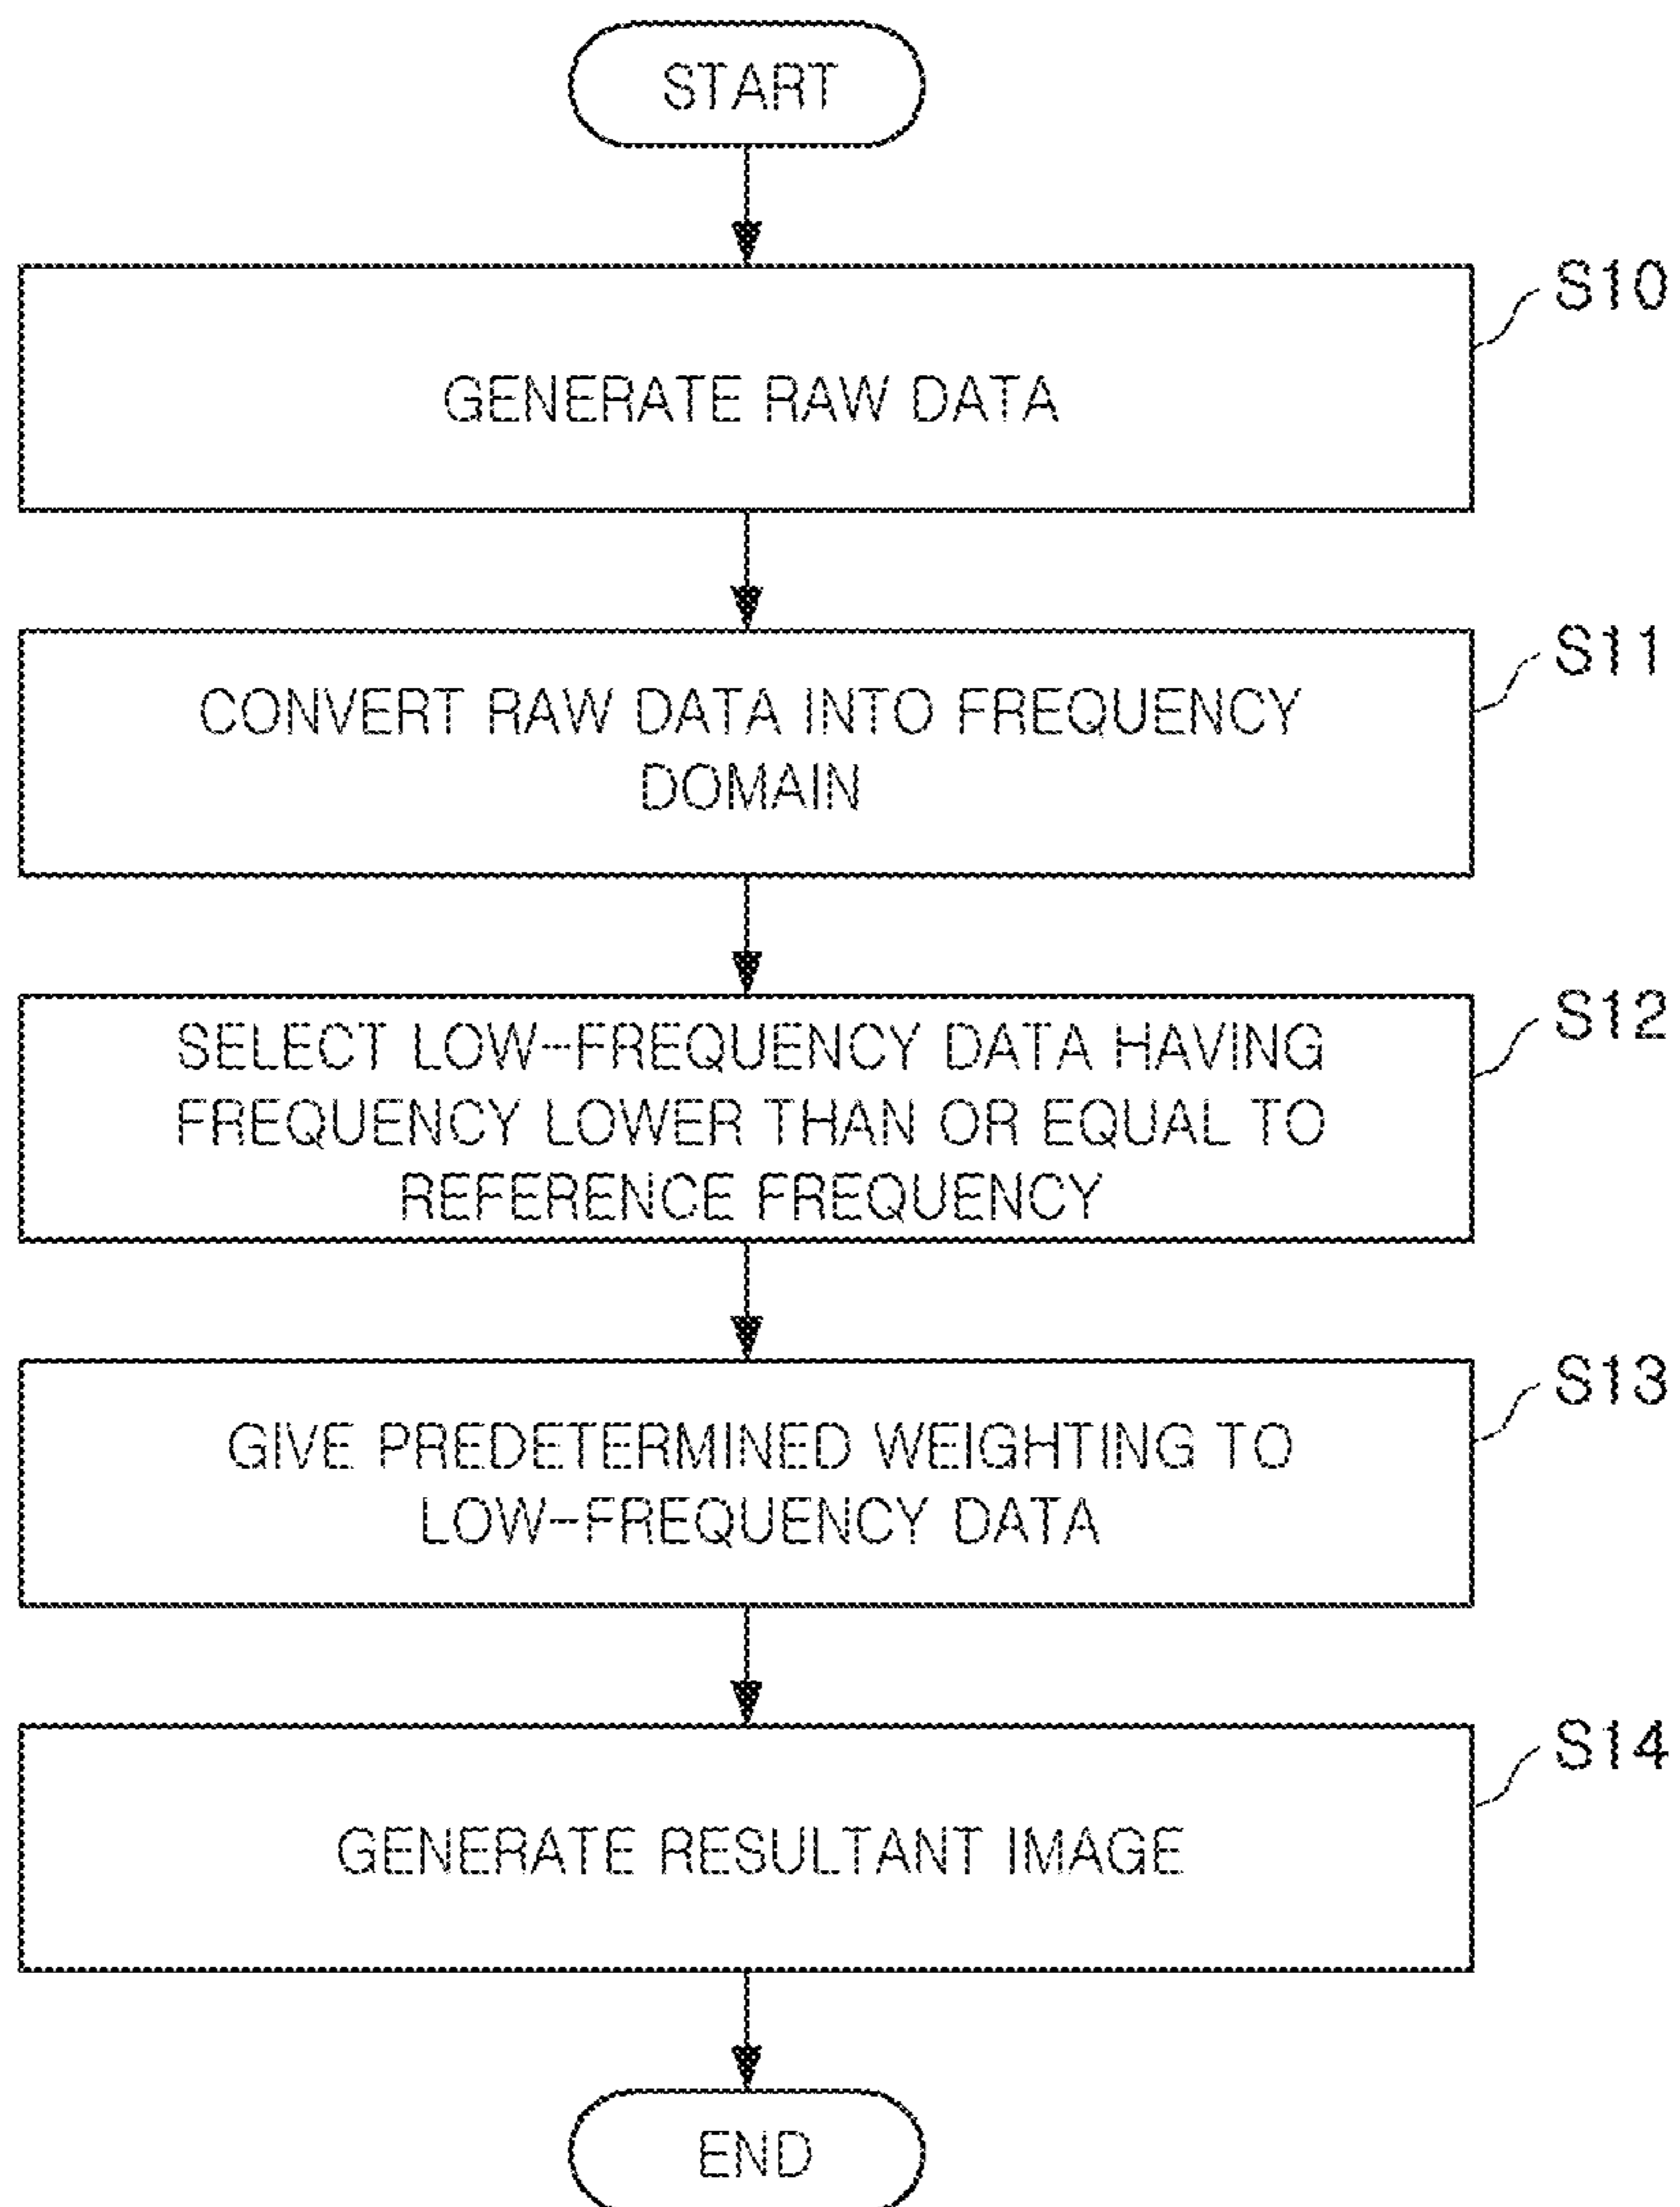 START
S10
GENERATE RAW DATA
S11
CONVERT RAW DATA INTO FREQUENCY
DOMAIN
S12
SELECT LOW-FREQUENCY DATA HAVING
FREQUENCY LOWER THAN OR EQUAL TO
REFERENCE FREQUENCY
S13
GIVE PREDETERMINED WEIGHTING TO
LOW-FREQUENCY DATA
S14
GENERATE RESULTANT IMAGE
END